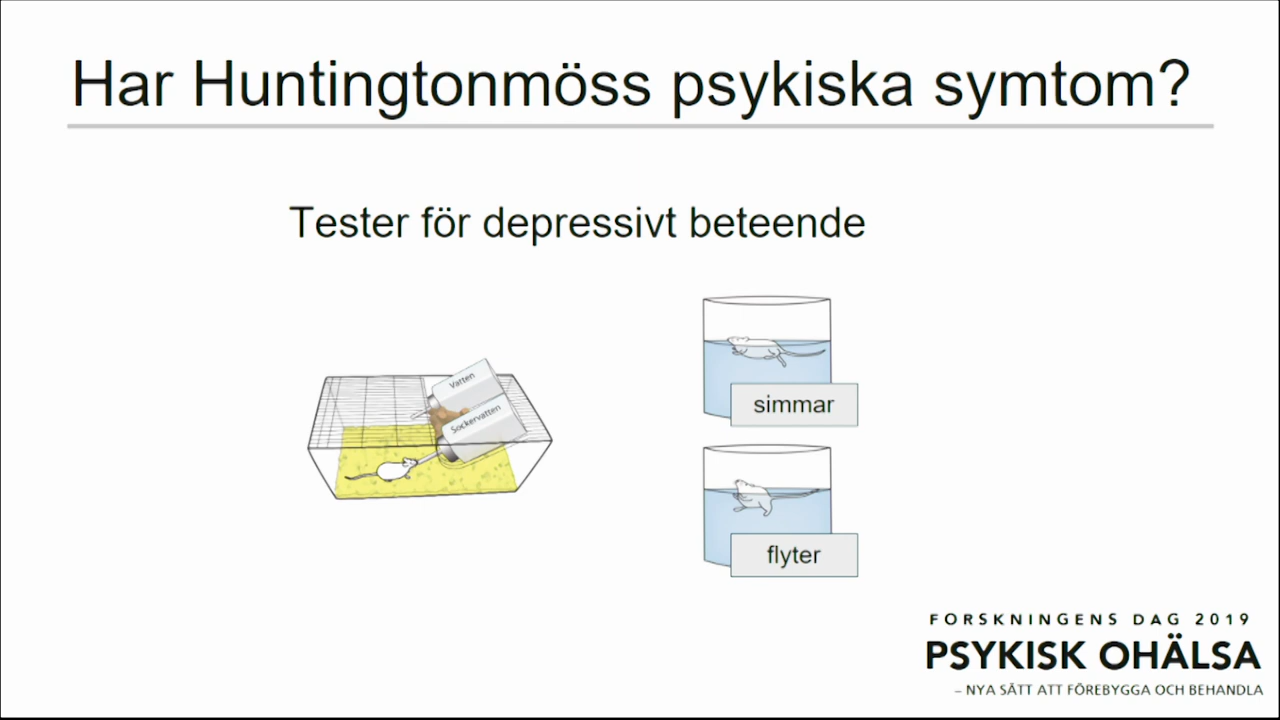 Har Huntingtonmöss psykiska symtom?
Tester för depressivt beteende
Vatten
Sockervatten
simmar
flyter
FORSKNINGENS DAG 2019
PSYKISK OHÄLSA
– NYA SÄTT ATT FÖREBYGGA OCH BEHANDLA